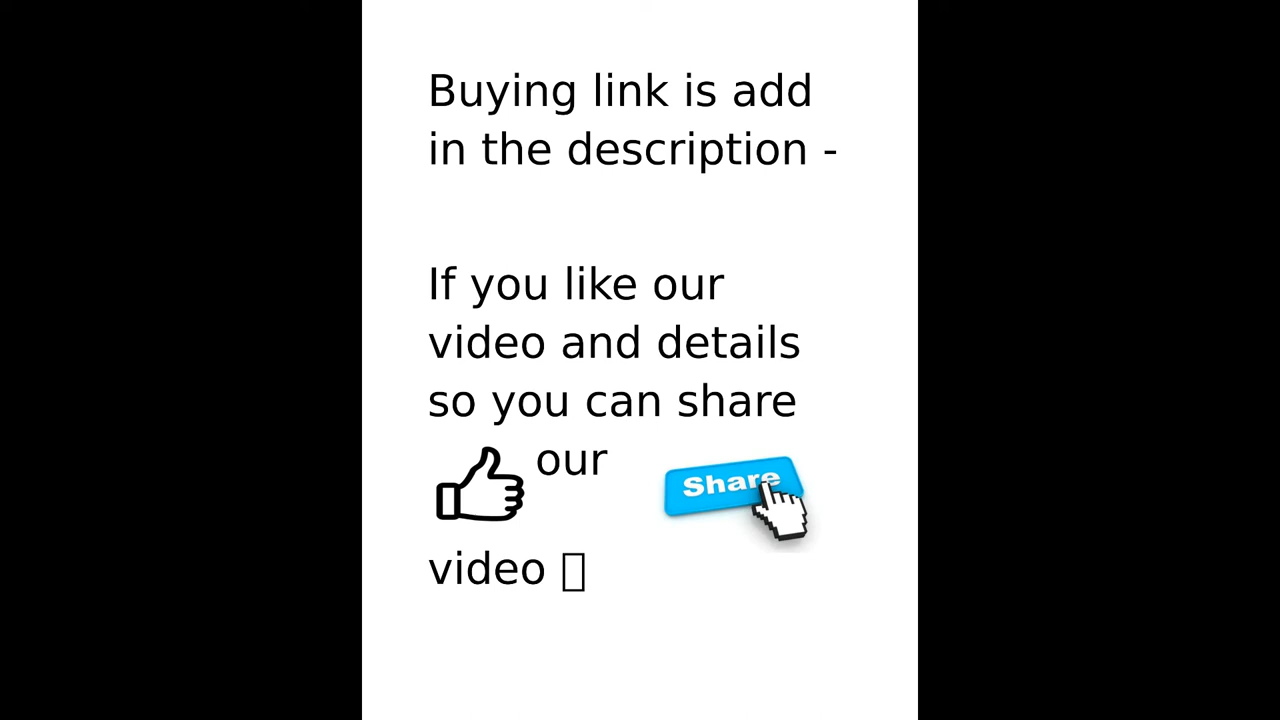 Buying link is add
in the description -
If you like our
video and details
so you can share
our
Share
video